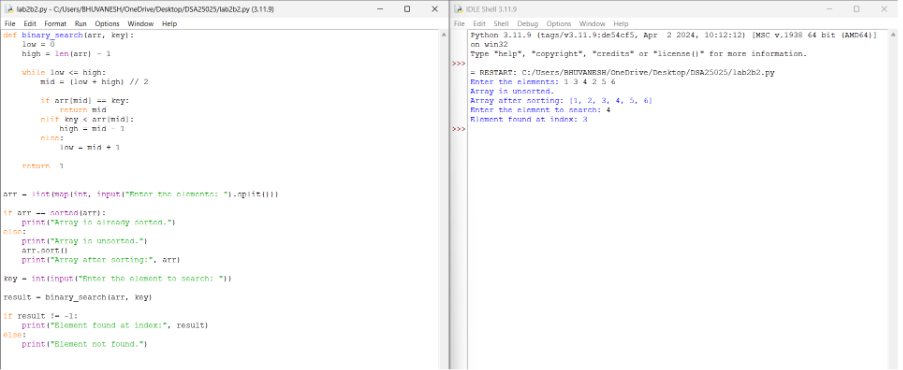 lab2b2.py - C:/Users/BHUVANESH/OneDrive/Desktop/DSA25025/lab2b2.py (3.11.9)
File Edit Format Run Options Window Help
def binary_search(arr, key):
    low = 0
    high = len(arr) - 1
    while low <= high:
        mid = (low + high) // 2
        if arr[mid] == key:
            return mid
        elif key < arr[mid]:
            high = mid - 1
        else:
            low = mid + 1
    return -1
arr = list(map(int, input("Enter the elements: ").split()))
if arr == sorted(arr):
    print("Array is already sorted.")
else:
    print("Array is unsorted.")
    arr.sort()
    print("Array after sorting:", arr)
key = int(input("Enter the element to search: "))
result = binary_search(arr, key)
if result != -1:
    print("Element found at index:", result)
else:
    print("Element not found.")
IDLE Shell 3.11.9
File Edit Shell Debug Options Window Help
Python 3.11.9 (tags/v3.11.9:de54cf5, Apr  2 2024, 10:12:12) [MSC v.1938 64 bit (AMD64)]
on win32
Type "help", "copyright", "credits" or "license()" for more information.
>>>
= RESTART: C:/Users/BHUVANESH/OneDrive/Desktop/DSA25025/lab2b2.py
Enter the elements: 1 3 4 2 5 6
Array is unsorted.
Array after sorting: [1, 2, 3, 4, 5, 6]
Enter the element to search: 4
Element found at index: 3
>>>